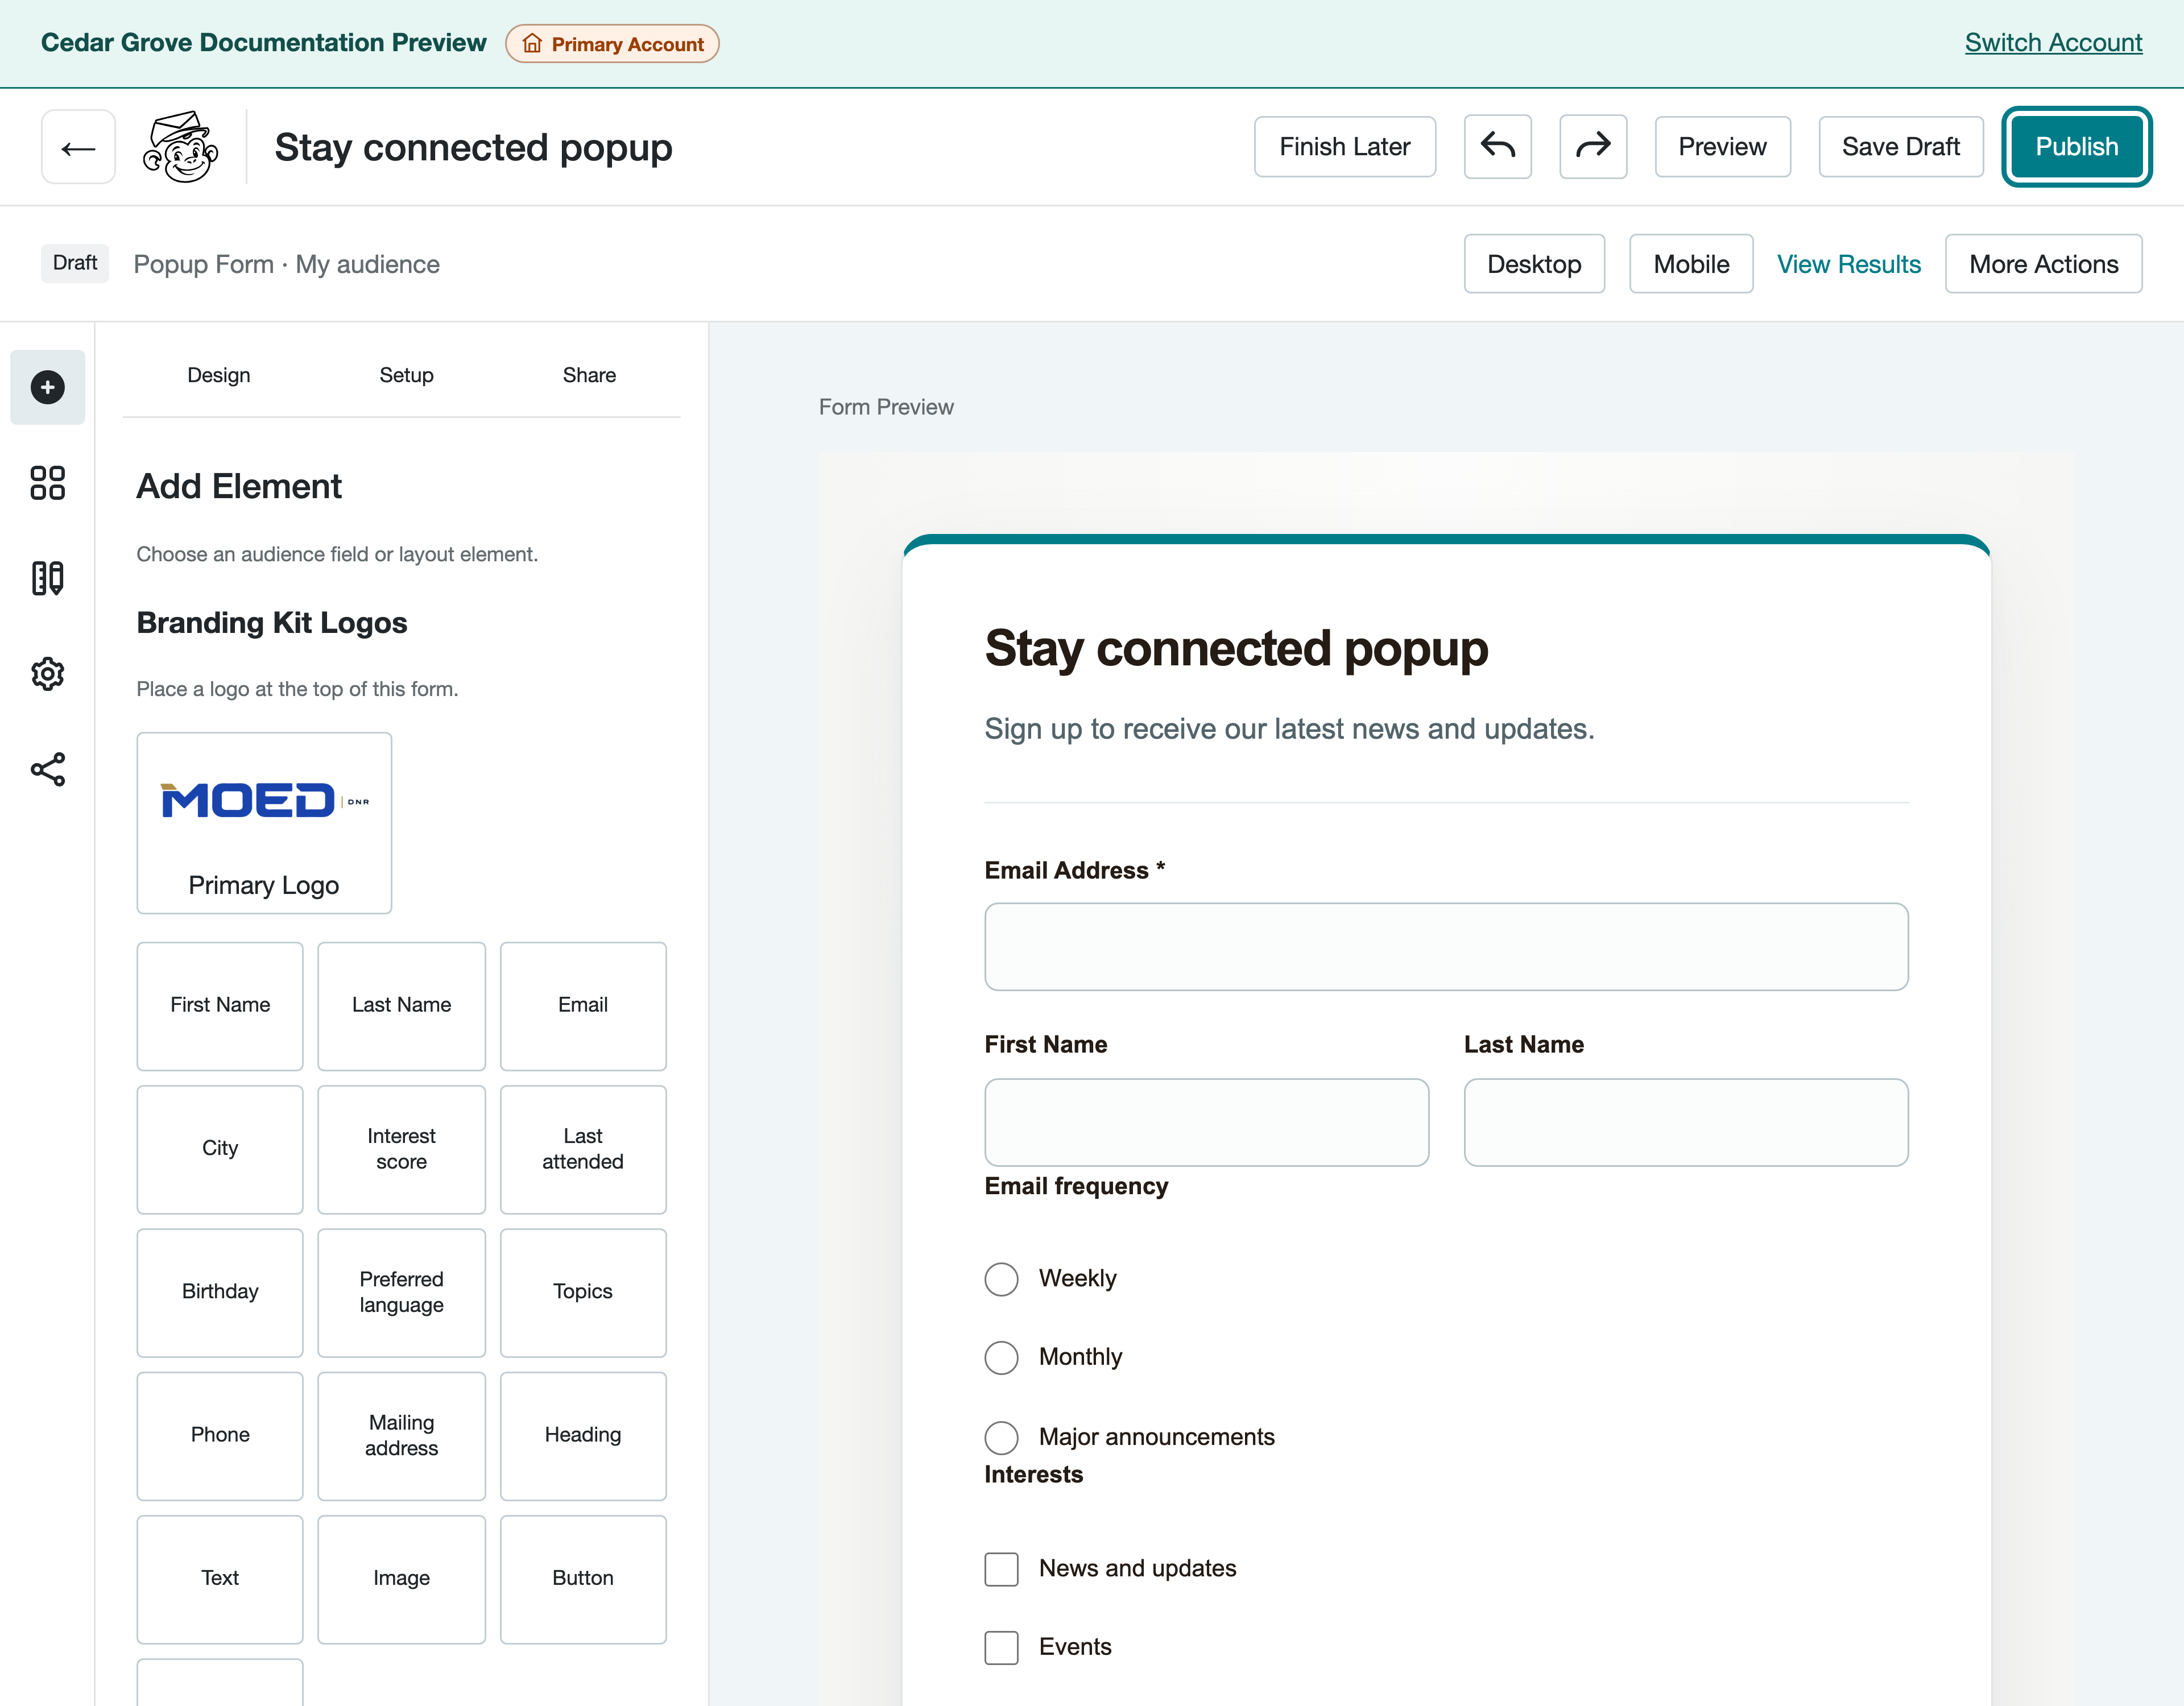 Cedar Grove Documentation Preview
Primary Account
Switch Account
Stay connected popup
Finish Later
Preview
Save Draft
Publish
Draft
Popup Form · My audience
Desktop
Mobile
View Results
More Actions
Design
Setup
Share
Add Element
Choose an audience field or layout element.
Branding Kit Logos
Place a logo at the top of this form.
MOED | DNR
Primary Logo
First Name
Last Name
Email
City
Interest
score
Last
attended
Birthday
Preferred
language
Topics
Phone
Mailing
address
Heading
Text
Image
Button
Form Preview
Stay connected popup
Sign up to receive our latest news and updates.
Email Address *
First Name
Last Name
Email frequency
Weekly
Monthly
Major announcements
Interests
News and updates
Events